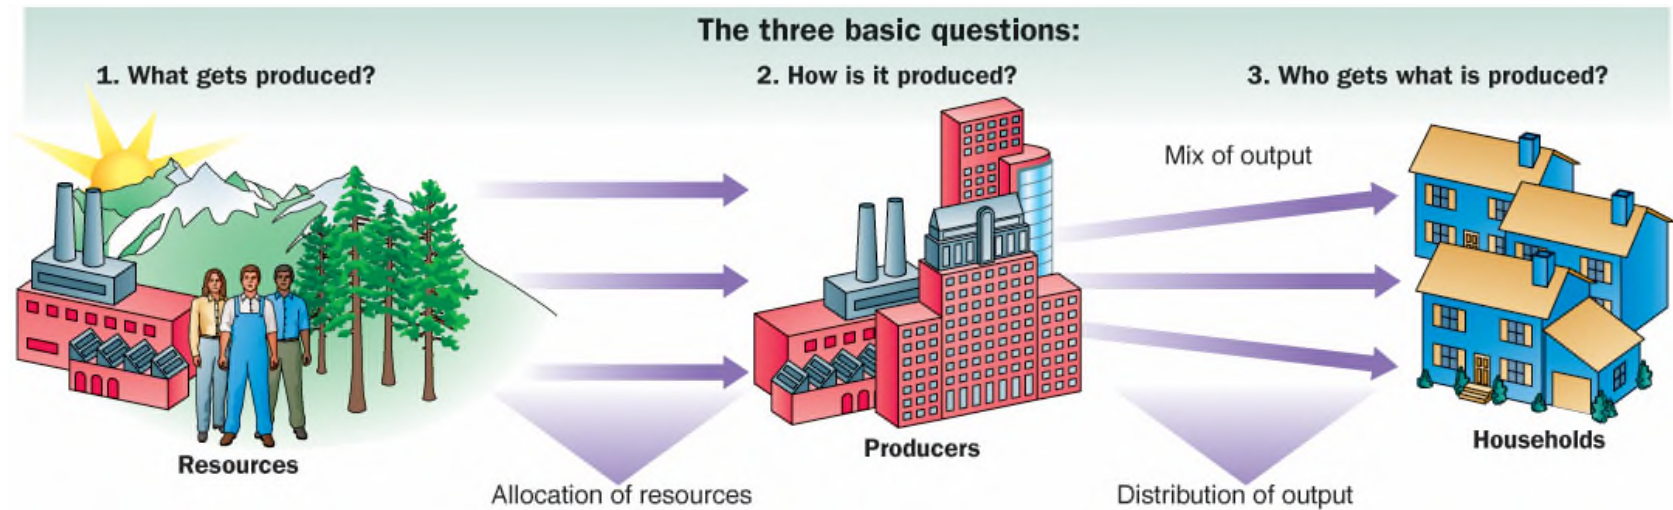 The three basic questions:
1. What gets produced?
2. How is it produced?
3. Who gets what is produced?
Mix of output
Resources
Producers
Households
Allocation of resources
Distribution of output